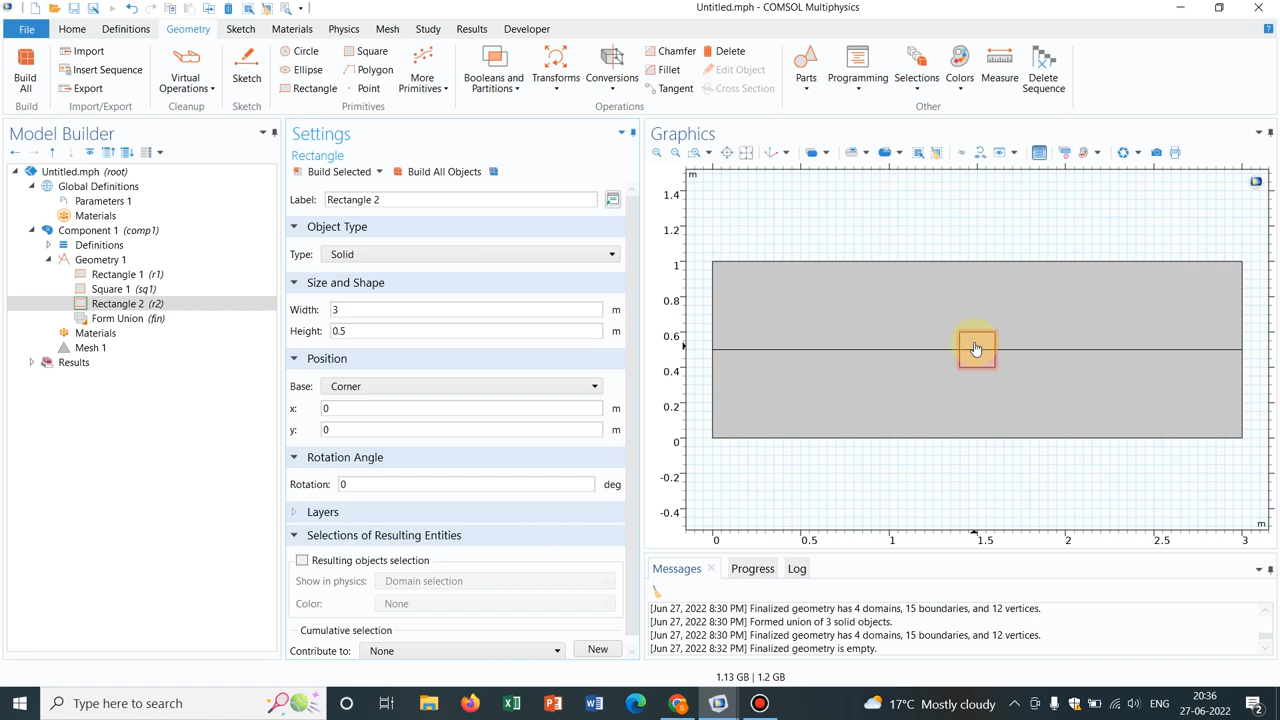 Untitled.mph - COMSOL Multiphysics
File Home Definitions Geometry Sketch Materials Physics Mesh Study Results Developer
Build All
Build
Import
Insert Sequence
Export
Import/Export
Virtual Operations
Cleanup
Sketch
Sketch
Circle
Ellipse
Rectangle
Square
Polygon
Point
More Primitives
Primitives
Booleans and Partitions
Transforms
Conversions
Chamfer
Fillet
Tangent
Delete
Edit Object
Cross Section
Operations
Parts
Programming
Selections
Colors
Measure
Delete Sequence
Other
Model Builder
Untitled.mph (root)
Global Definitions
Parameters 1
Materials
Component 1 (comp1)
Definitions
Geometry 1
Rectangle 1 (r1)
Square 1 (sq1)
Rectangle 2 (r2)
Form Union (fin)
Materials
Mesh 1
Results
Settings
Rectangle
Build Selected Build All Objects
Label: Rectangle 2
Object Type
Type: Solid
Size and Shape
Width: 3 m
Height: 0.5 m
Position
Base: Corner
x: 0 m
y: 0 m
Rotation Angle
Rotation: 0 deg
Layers
Selections of Resulting Entities
Resulting objects selection
Show in physics: Domain selection
Color: None
Cumulative selection
Contribute to: None New
Graphics
m
1.4
1.2
1
0.8
0.6
0.4
0.2
0
-0.2
-0.4
m
0 0.5 1 1.5 2 2.5 3
Messages Progress Log
[Jun 27, 2022 8:30 PM] Finalized geometry has 4 domains, 15 boundaries, and 12 vertices.
[Jun 27, 2022 8:30 PM] Formed union of 3 solid objects.
[Jun 27, 2022 8:30 PM] Finalized geometry has 4 domains, 15 boundaries, and 12 vertices.
[Jun 27, 2022 8:32 PM] Finalized geometry is empty.
1.13 GB | 1.2 GB
Type here to search
17°C Mostly cloudy
ENG
20:36
27-06-2022
2